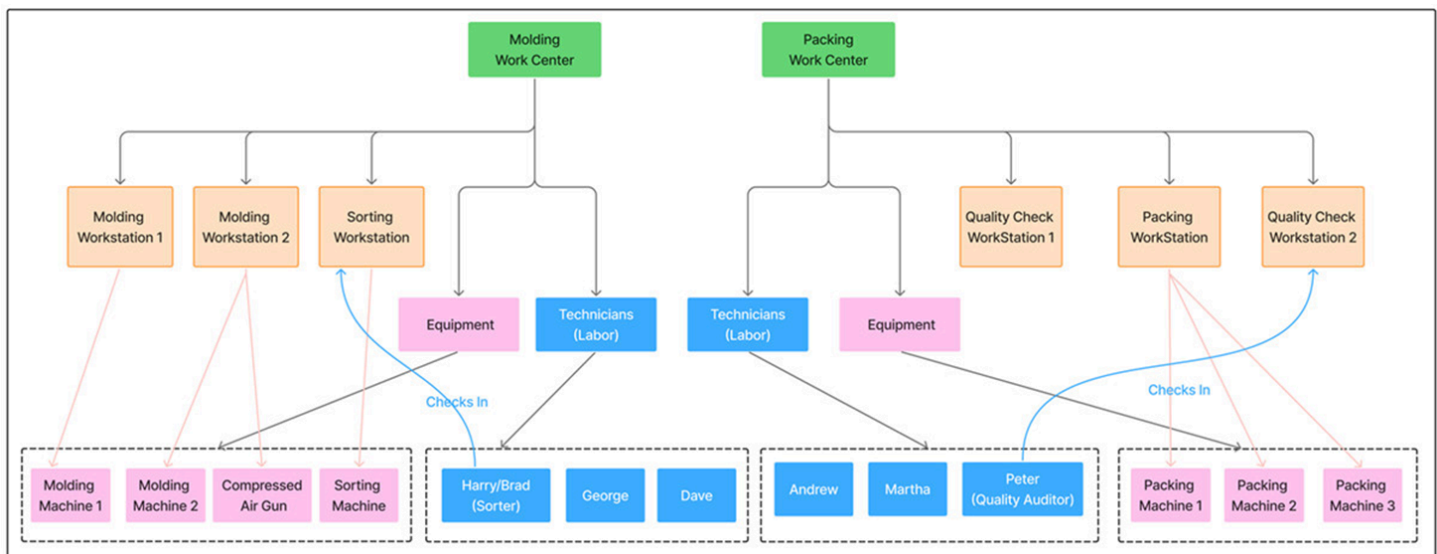 Molding
Work Center
Packing
Work Center
Molding
Workstation 1
Molding
Workstation 2
Sorting
Workstation
Quality Check
WorkStation 1
Packing
WorkStation
Quality Check
Workstation 2
Equipment
Technicians
(Labor)
Technicians
(Labor)
Equipment
Checks In
Checks In
Molding
Machine 1
Molding
Machine 2
Compressed
Air Gun
Sorting
Machine
Harry/Brad
(Sorter)
George
Dave
Andrew
Martha
Peter
(Quality Auditor)
Packing
Machine 1
Packing
Machine 2
Packing
Machine 3